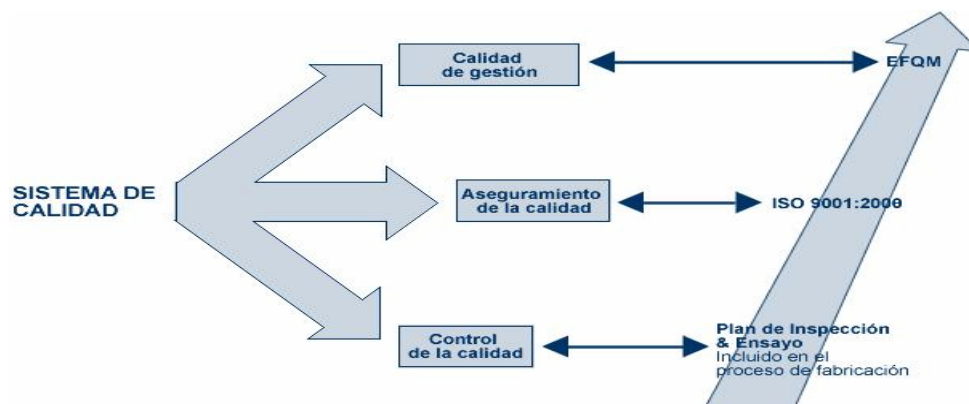 Calidad
de gestión
EFQM
SISTEMA DE
CALIDAD
Aseguramiento
de la calidad
ISO 9001:2000
Control
de la calidad
Plan de Inspección
& Ensayo
Incluido en el
proceso de fabricación